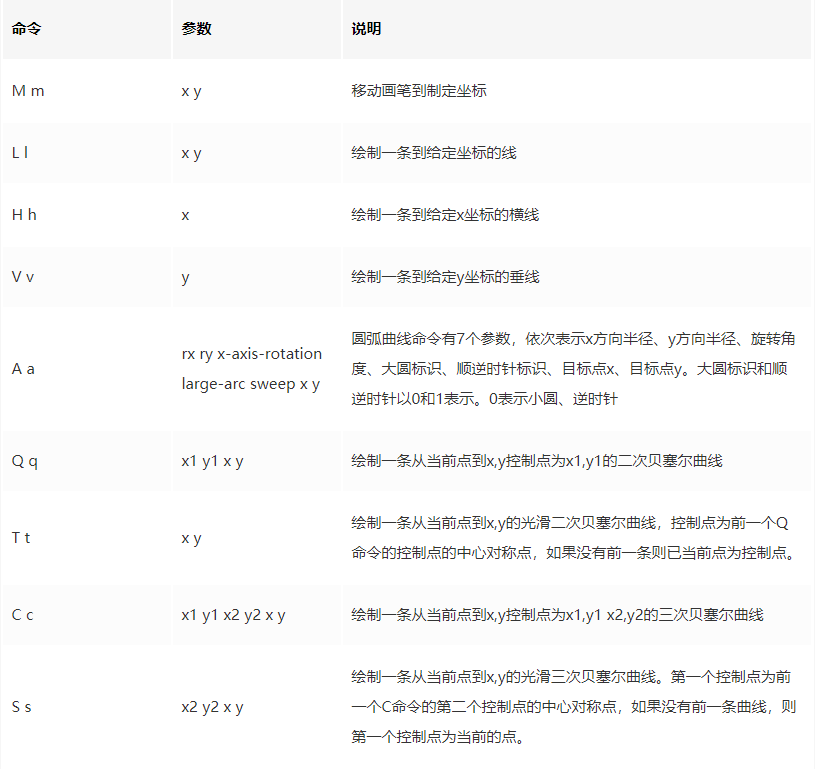 命令 参数 说明
M m x y 移动画笔到制定坐标
L l x y 绘制一条到给定坐标的线
H h x 绘制一条到给定x坐标的横线
V v y 绘制一条到给定y坐标的垂线
A a
rx ry x-axis-rotation
large-arc sweep x y
圆弧曲线命令有7个参数，依次表示x方向半径、y方向半径、旋转角
度、大圆标识、顺逆时针标识、目标点x、目标点y。大圆标识和顺
逆时针以0和1表示。0表示小圆、逆时针
Q q x1 y1 x y 绘制一条从当前点到x,y控制点为x1,y1的二次贝塞尔曲线
T t x y
绘制一条从当前点到x,y的光滑二次贝塞尔曲线，控制点为前一个Q
命令的控制点的中心对称点，如果没有前一条则已当前点为控制点。
C c x1 y1 x2 y2 x y 绘制一条从当前点到x,y控制点为x1,y1 x2,y2的三次贝塞尔曲线
S s x2 y2 x y
绘制一条从当前点到x,y的光滑三次贝塞尔曲线。第一个控制点为前
一个C命令的第二个控制点的中心对称点，如果没有前一条曲线，则
第一个控制点为当前的点。